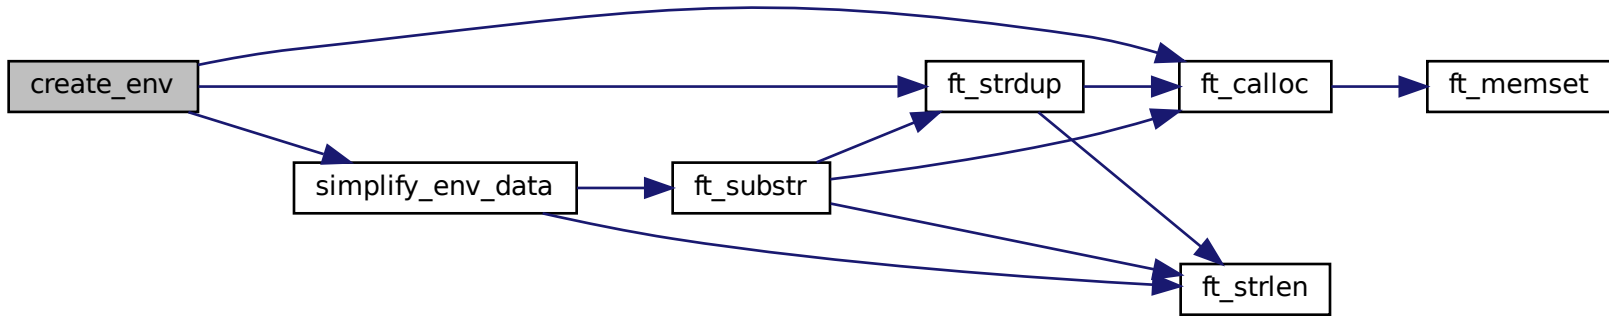 create_env
ft_strdup
ft_calloc
ft_memset
simplify_env_data
ft_substr
ft_strlen